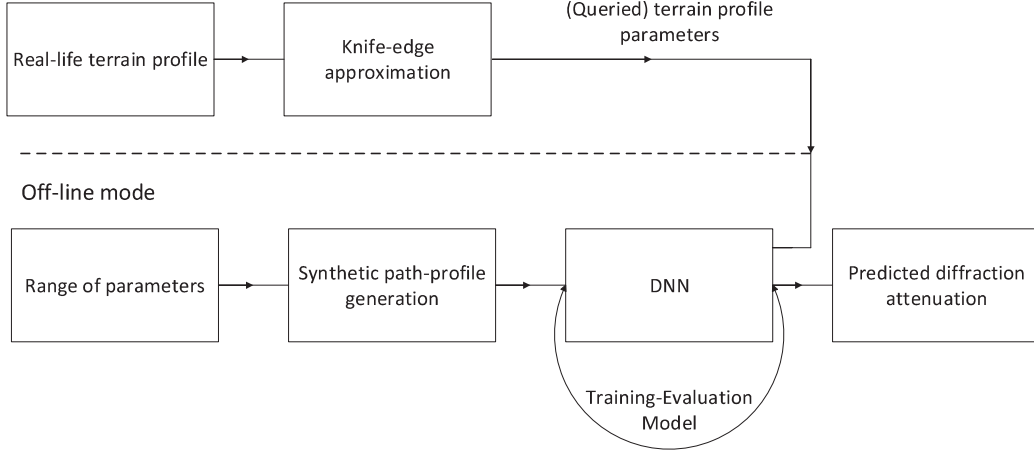 (Queried) terrain profile
parameters
Real-life terrain profile
Knife-edge
approximation
Off-line mode
Range of parameters
Synthetic path-profile
generation
DNN
Predicted diffraction
attenuation
Training-Evaluation
Model